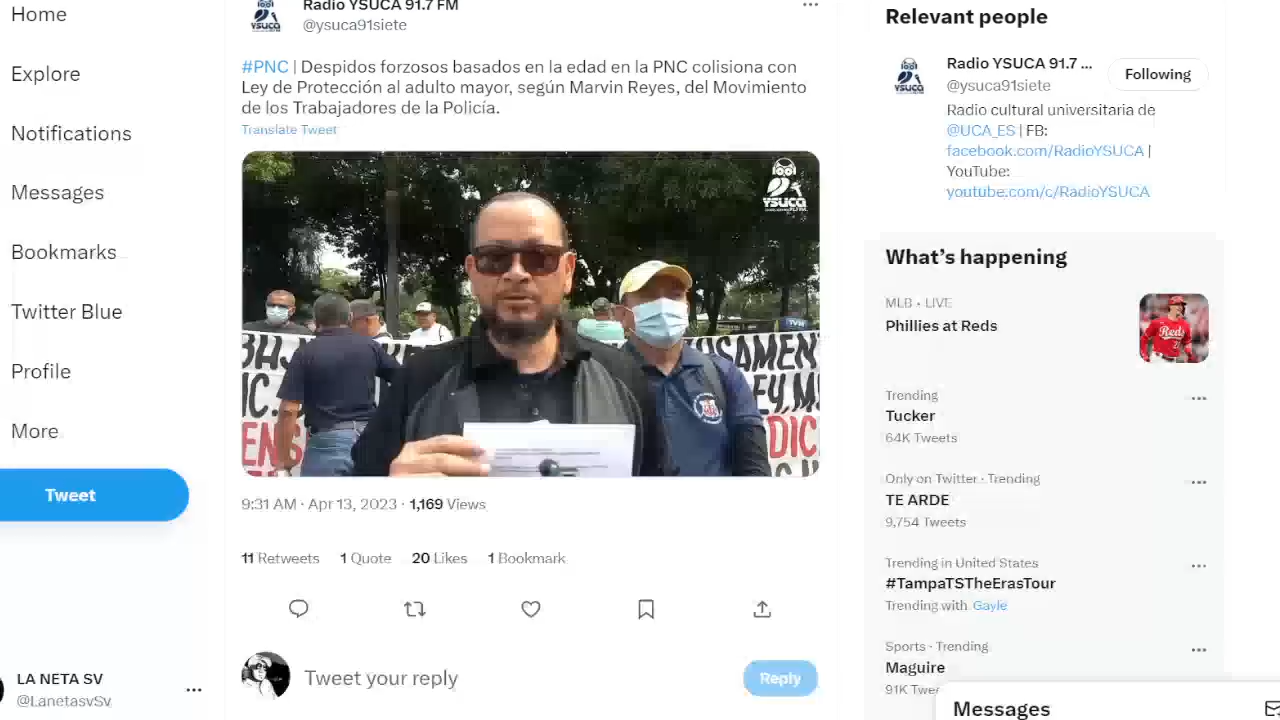 Home
Explore
Notifications
Messages
Bookmarks
Twitter Blue
Profile
More
Tweet
LA NETA SV
@LanetasvSv
Radio YSUCA 91.7 FM
@ysuca91siete
#PNC | Despidos forzosos basados en la edad en la PNC colisiona con
Ley de Protección al adulto mayor, según Marvin Reyes, del Movimiento
de los Trabajadores de la Policía.
Translate Tweet
YSUCA
TVN
9:31 AM · Apr 13, 2023 · 1,169 Views
11 Retweets 1 Quote 20 Likes 1 Bookmark
Tweet your reply
Reply
Relevant people
Radio YSUCA 91.7 ...
@ysuca91siete
Following
Radio cultural universitaria de
@UCA_ES | FB:
facebook.com/RadioYSUCA |
YouTube:
youtube.com/c/RadioYSUCA
What's happening
MLB · LIVE
Phillies at Reds
Reds
Trending
Tucker
64K Tweets
Only on Twitter · Trending
TE ARDE
9,754 Tweets
Trending in United States
#TampaTSTheErasTour
Trending with Gayle
Sports · Trending
Maguire
91K
Messages